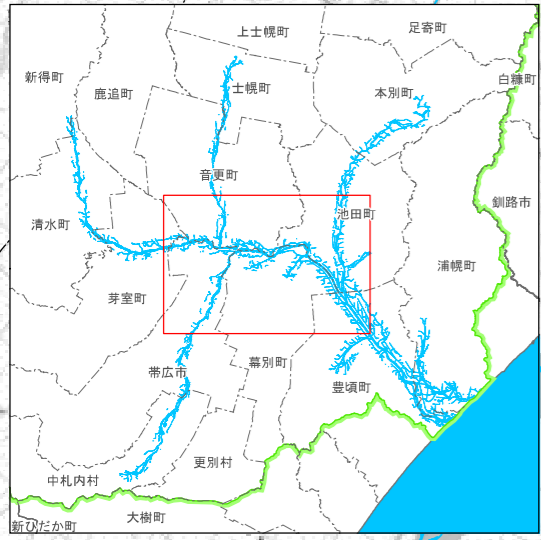 上士幌町
足寄町
新得町
鹿追町
士幌町
本別町
白糠町
音更町
池田町
釧路市
清水町
浦幌町
芽室町
幕別町
帯広市
豊頃町
更別村
中札内村
大樹町
新ひだか町